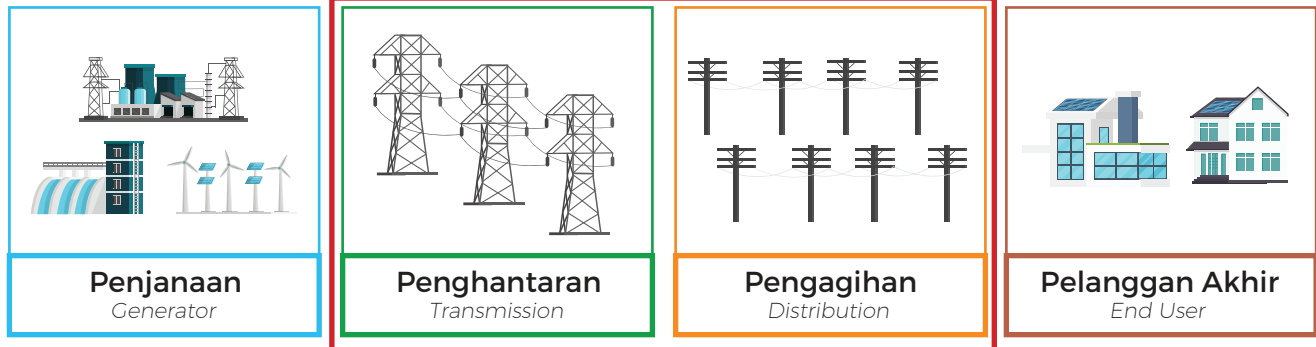 Penjanaan
Generator
Penghantaran
Transmission
Pengagihan
Distribution
Pelanggan Akhir
End User